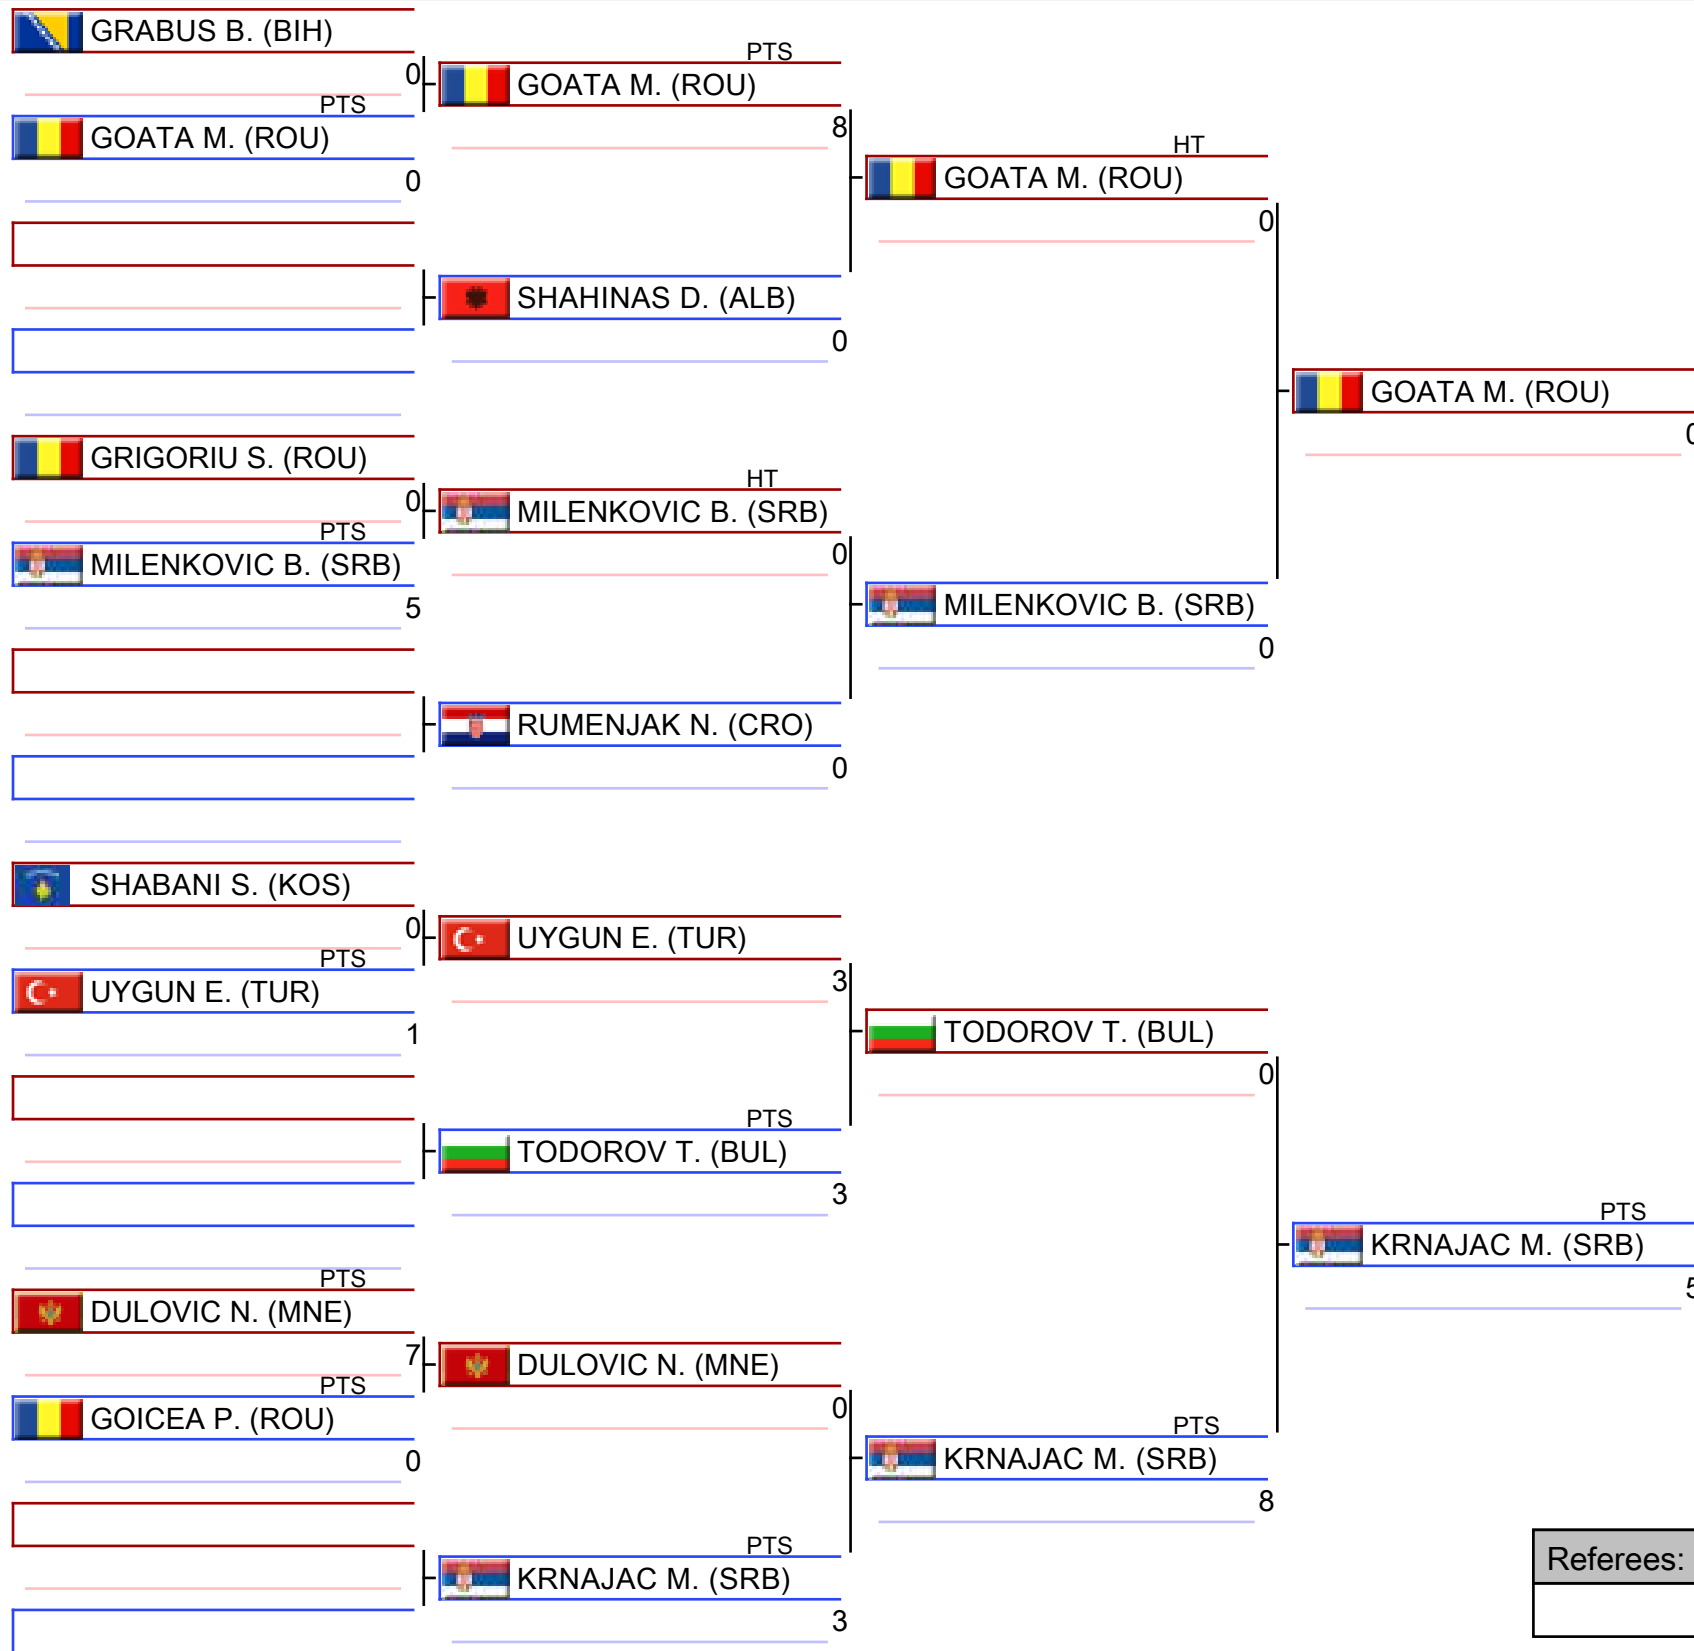 GRABUS B. (BIH)
0
PTS
GOATA M. (ROU)
0
GRIGORIU S. (ROU)
0
PTS
MILENKOVIC B. (SRB)
5
SHABANI S. (KOS)
0
PTS
UYGUN E. (TUR)
1
PTS
DULOVIC N. (MNE)
7
PTS
GOICEA P. (ROU)
0
PTS
GOATA M. (ROU)
8
SHAHINAS D. (ALB)
0
HT
MILENKOVIC B. (SRB)
0
RUMENJAK N. (CRO)
0
UYGUN E. (TUR)
3
PTS
TODOROV T. (BUL)
3
DULOVIC N. (MNE)
0
PTS
KRNAJAC M. (SRB)
3
HT
GOATA M. (ROU)
0
MILENKOVIC B. (SRB)
0
TODOROV T. (BUL)
0
PTS
KRNAJAC M. (SRB)
8
GOATA M. (ROU)
0
PTS
KRNAJAC M. (SRB)
5
Referees: